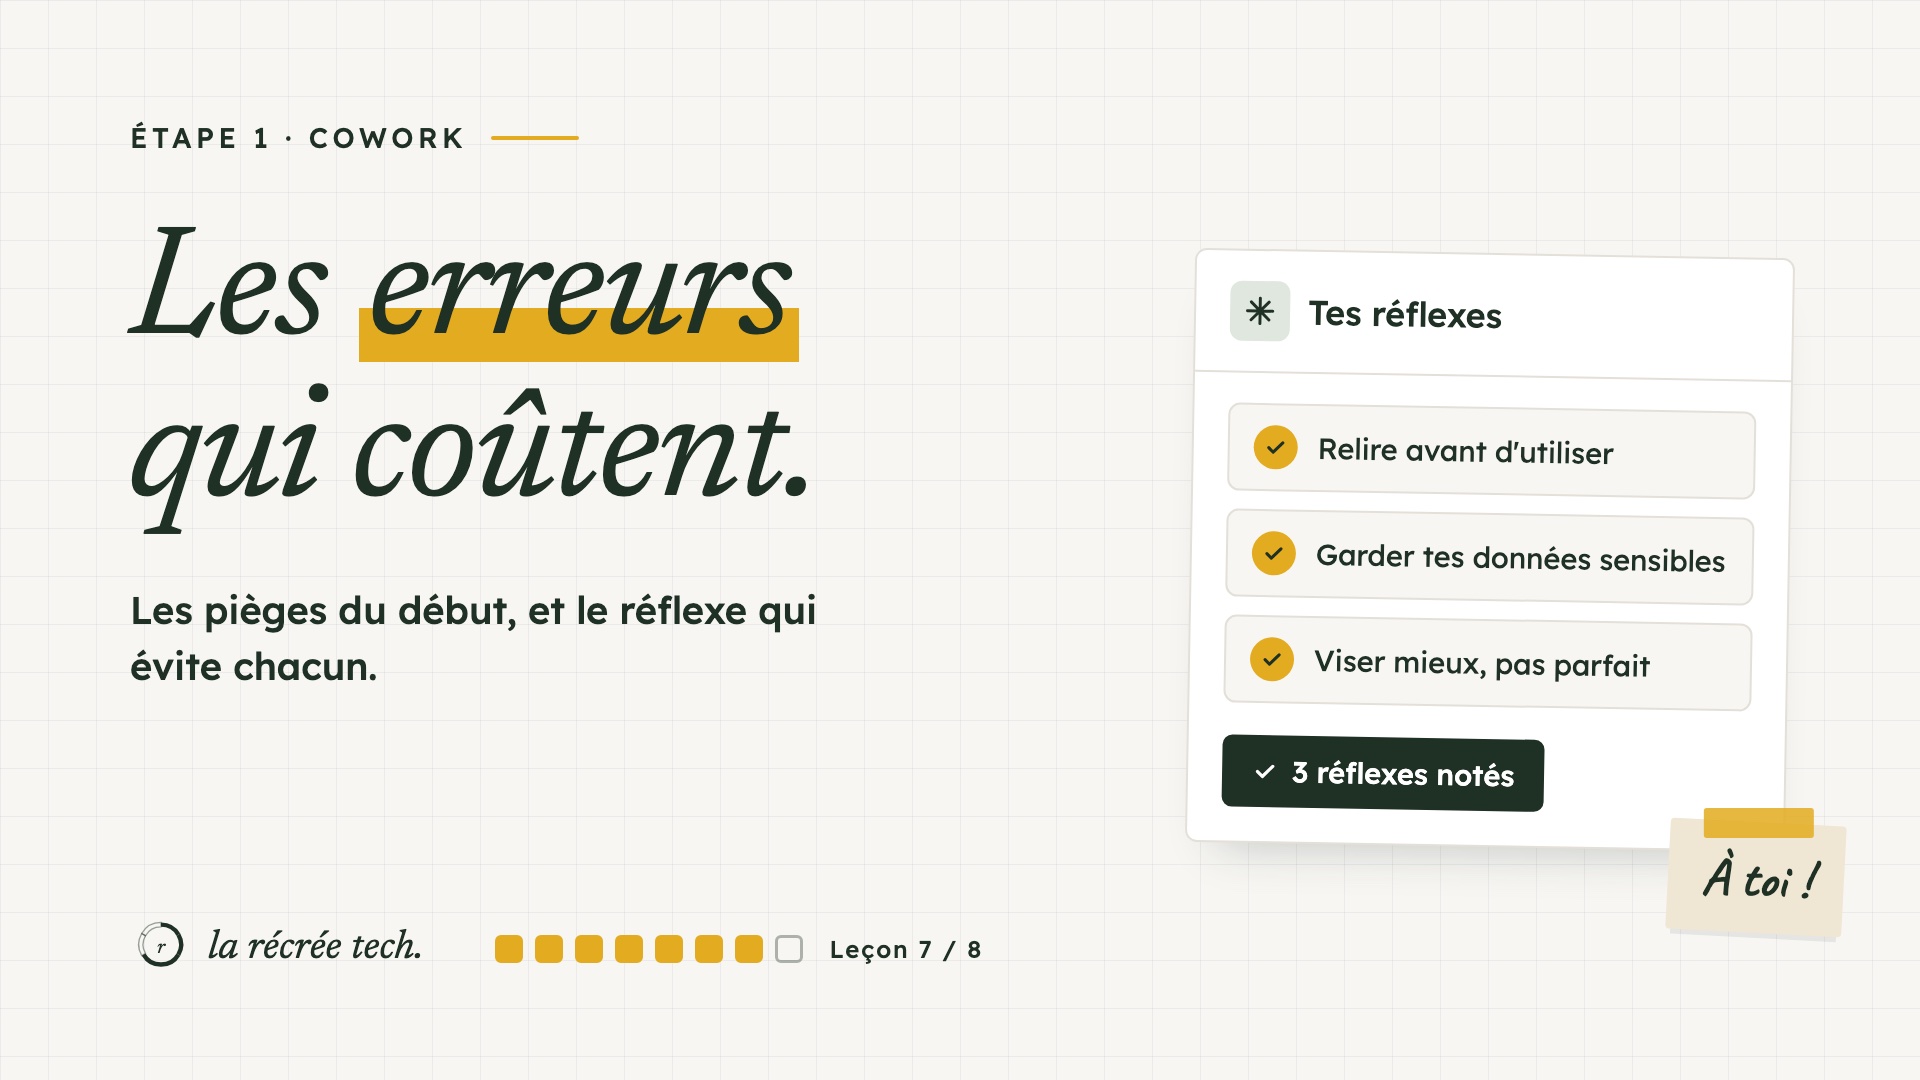 ÉTAPE 1 · COWORK
Les erreurs
qui coûtent.
Les pièges du début, et le réflexe qui
évite chacun.
Tes réflexes
Relire avant d'utiliser
Garder tes données sensibles
Viser mieux, pas parfait
3 réflexes notés
À toi !
r
la récrée tech.
Leçon 7 / 8